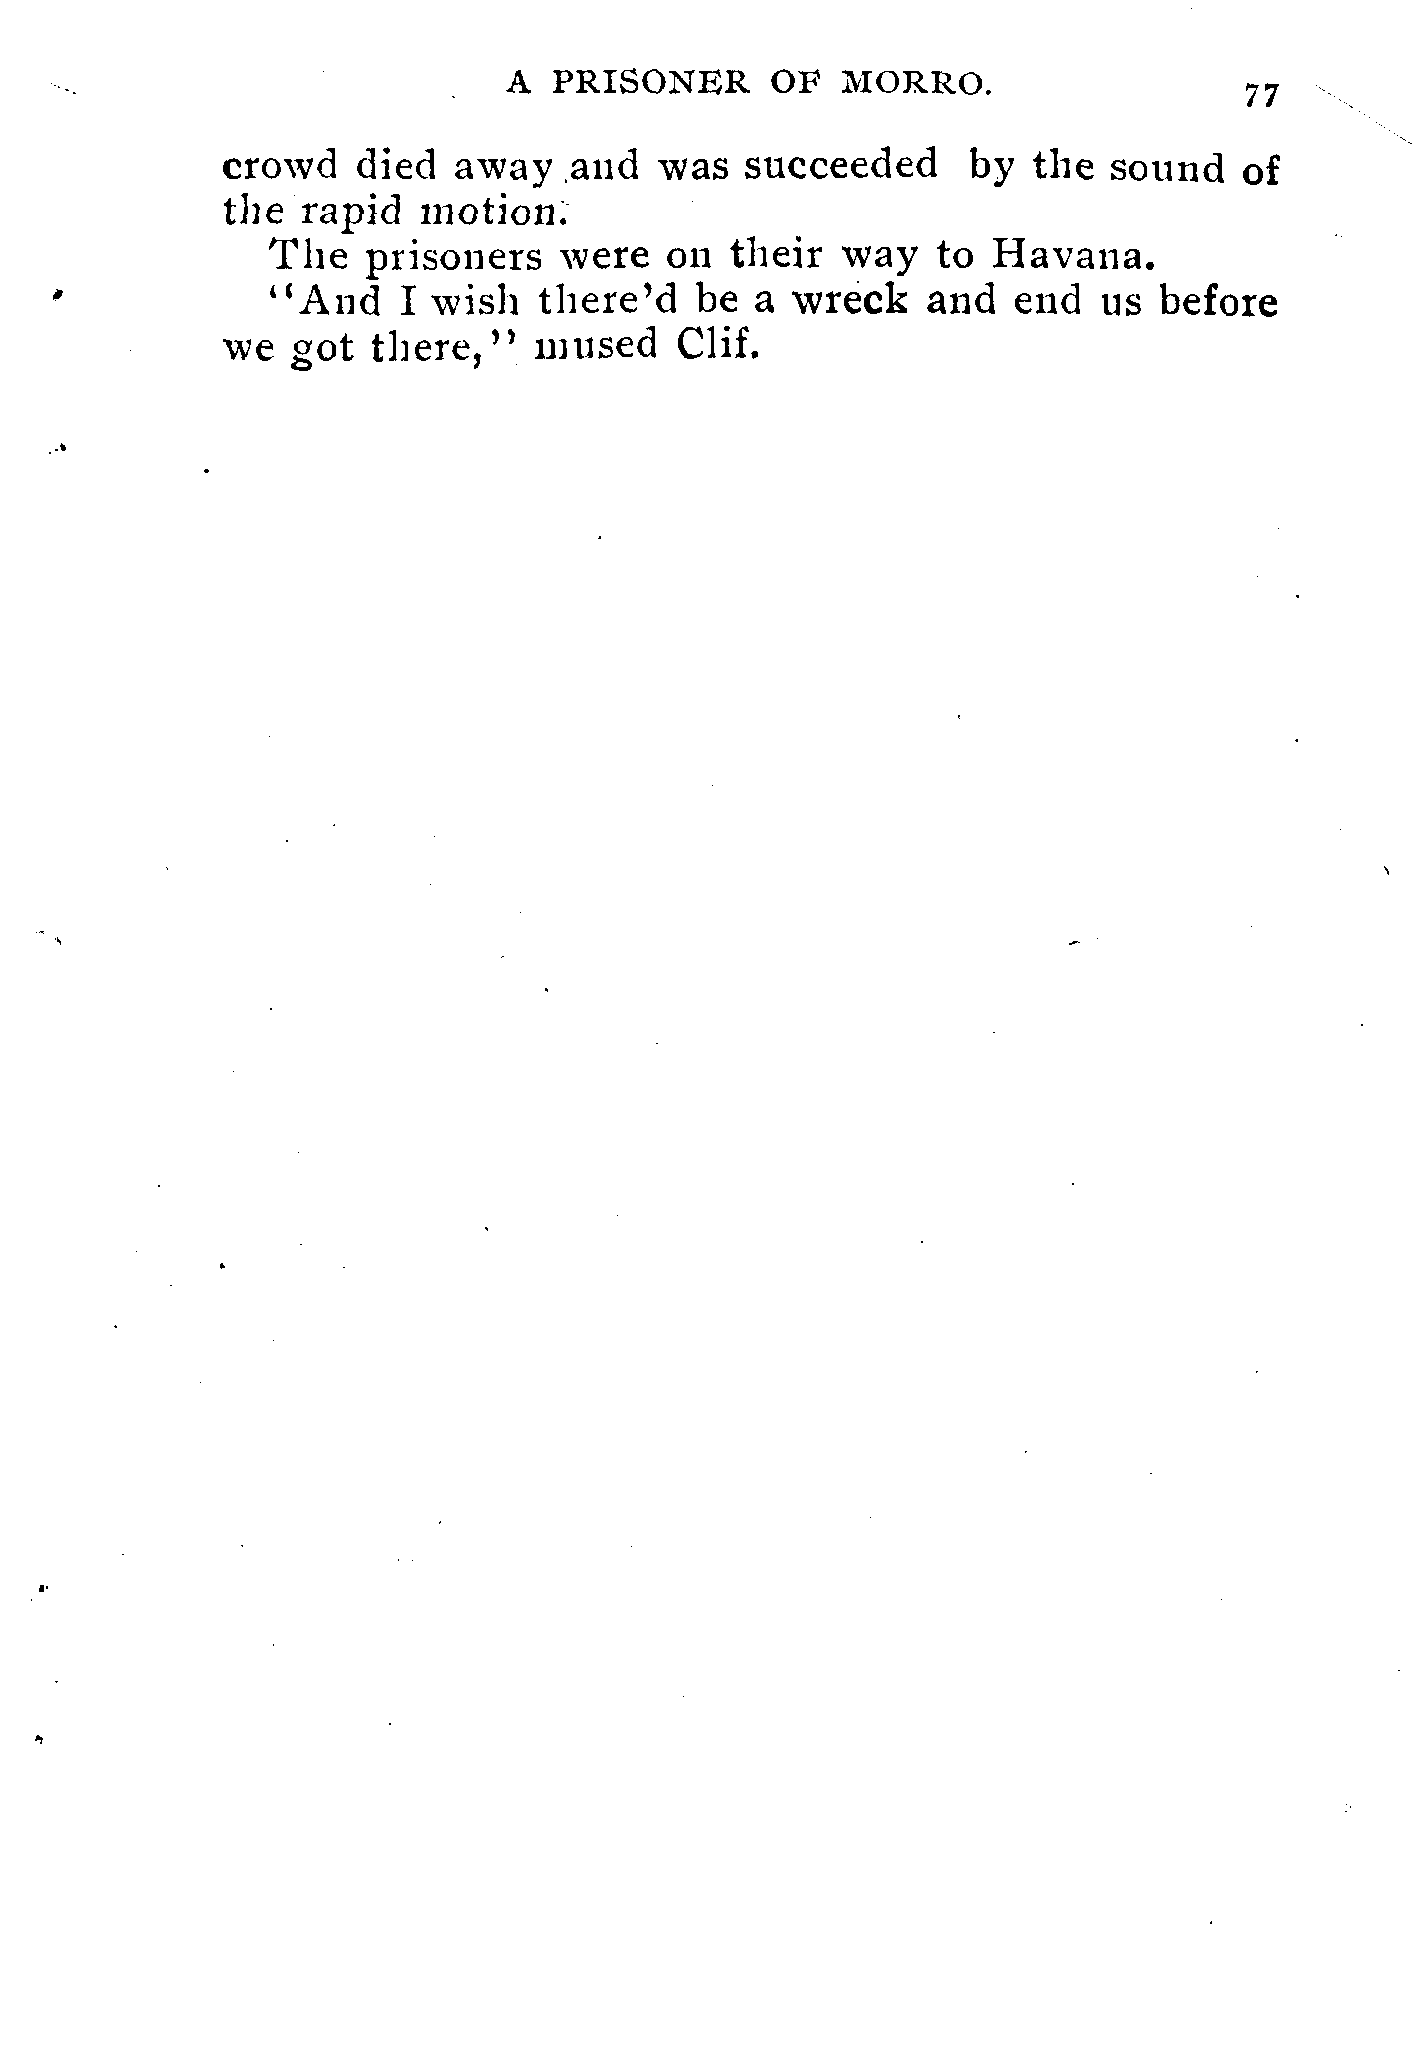 A PRISONER OF MORRO. 77
crowd died away and was succeeded by the sound of
the rapid motion.
The prisoners were on their way to Havana.
"And I wish there'd be a wreck and end us before
we got there," mused Clif.